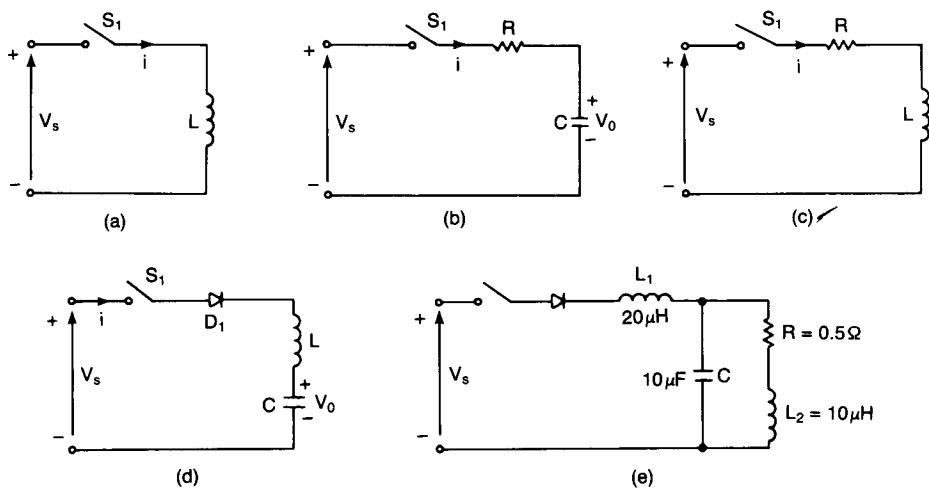 S₁
+
i
Vₛ
L
−
(a)
S₁
R
+
i
Vₛ
C
+
V₀
−
−
(b)
S₁
R
+
i
Vₛ
L
−
(c)
S₁
i
+
D₁
L
Vₛ
C
+
V₀
−
−
(d)
L₁
20μH
+
R = 0.5Ω
Vₛ
10μF
C
L₂ = 10μH
−
(e)